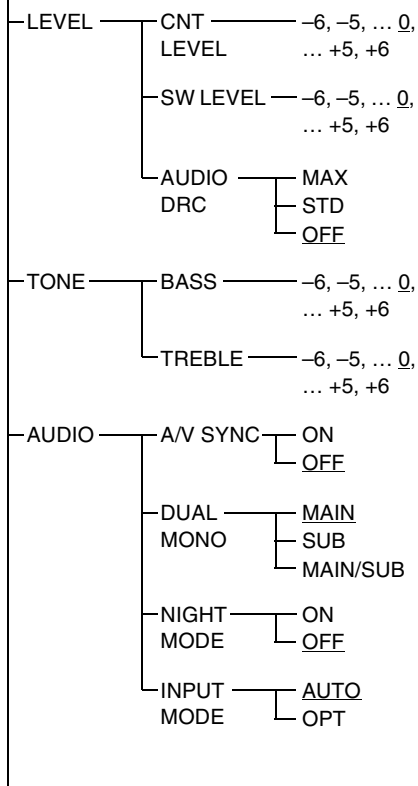 LEVEL CNT –6, –5, … 0,
LEVEL … +5, +6
SW LEVEL –6, –5, … 0,
… +5, +6
AUDIO MAX
DRC STD
OFF
TONE BASS –6, –5, … 0,
… +5, +6
TREBLE –6, –5, … 0,
… +5, +6
AUDIO A/V SYNC ON
OFF
DUAL MAIN
MONO SUB
MAIN/SUB
NIGHT ON
MODE OFF
INPUT AUTO
MODE OPT